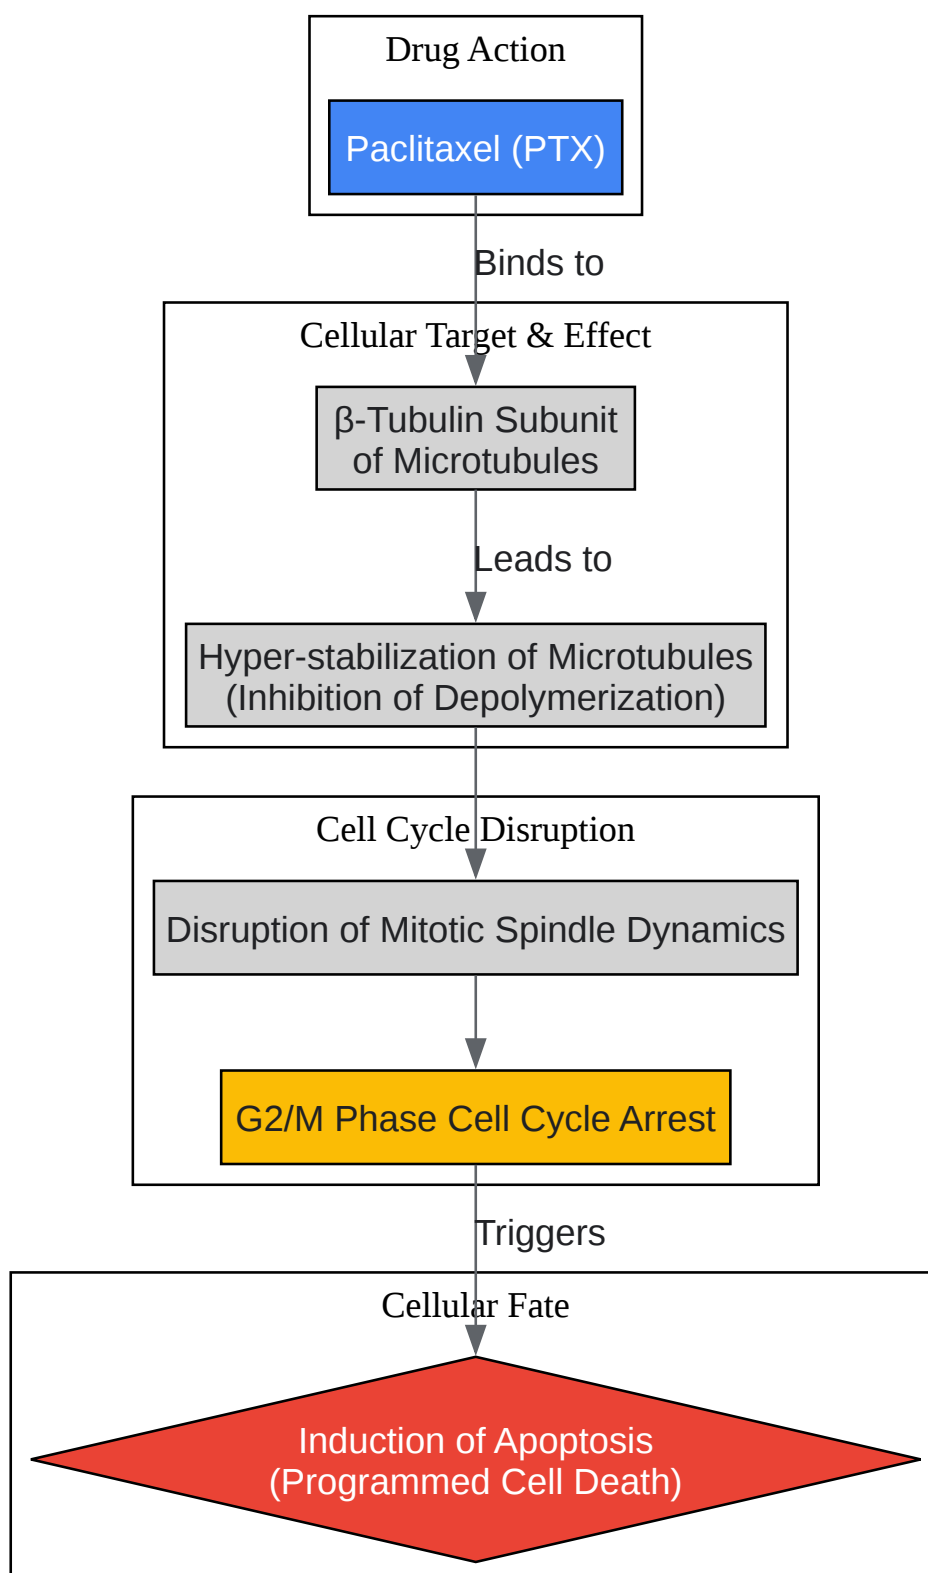 Drug Action
Paclitaxel (PTX)
Binds to
Cellular Target & Effect
β-Tubulin Subunit
of Microtubules
Leads to
Hyper-stabilization of Microtubules
(Inhibition of Depolymerization)
Cell Cycle Disruption
Disruption of Mitotic Spindle Dynamics
G2/M Phase Cell Cycle Arrest
Triggers
Cellular Fate
Induction of Apoptosis
(Programmed Cell Death)